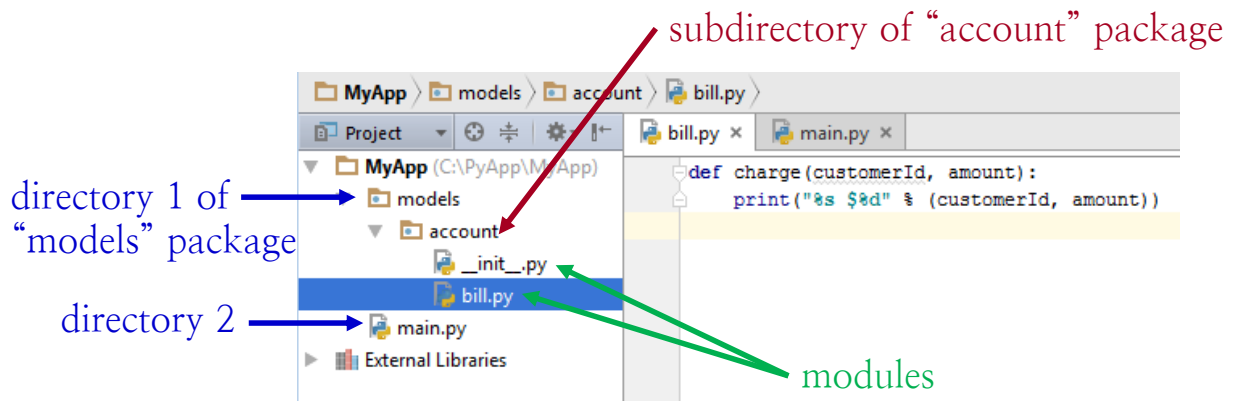 subdirectory of “account” package
MyApp models account bill.py
Project bill.py × main.py ×
MyApp (C:\PyApp\MyApp)
def charge(customerId, amount):
directory 1 of
“models” package
models
print("%s $%d" % (customerId, amount))
account
__init__.py
bill.py
directory 2
main.py
External Libraries
modules